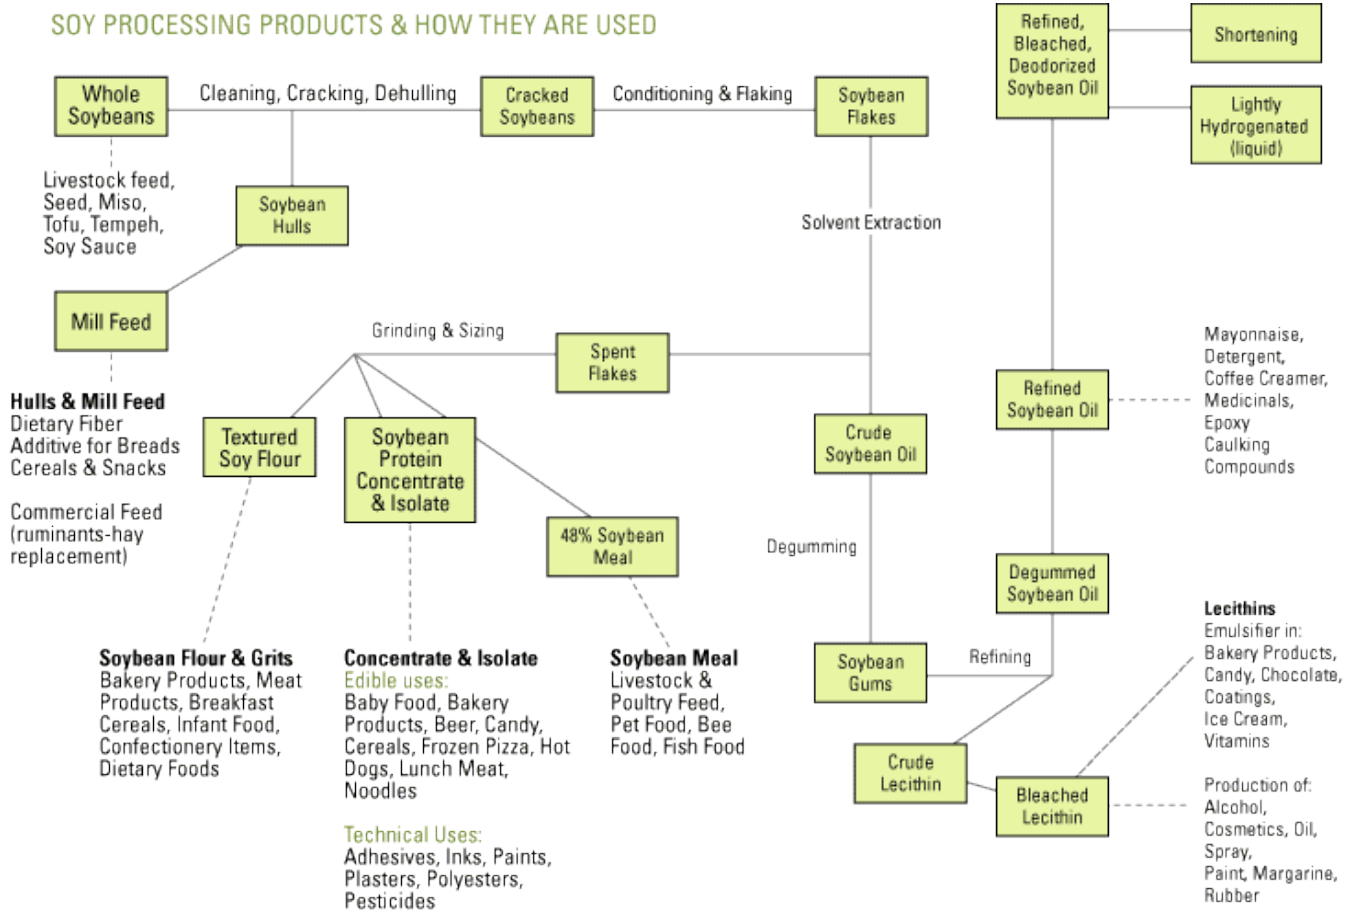 SOY PROCESSING PRODUCTS & HOW THEY ARE USED
Whole
Soybeans
Cleaning, Cracking, Dehulling
Cracked
Soybeans
Conditioning & Flaking
Soybean
Flakes
Refined,
Bleached,
Deodorized
Soybean Oil
Shortening
Lightly
Hydrogenated
(liquid)
Livestock feed,
Seed, Miso,
Tofu, Tempeh,
Soy Sauce
Soybean
Hulls
Solvent Extraction
Mill Feed
Grinding & Sizing
Spent
Flakes
Refined
Soybean Oil
Mayonnaise,
Detergent,
Coffee Creamer,
Medicinals,
Epoxy
Caulking
Compounds
Hulls & Mill Feed
Dietary Fiber
Additive for Breads
Cereals & Snacks
Commercial Feed
(ruminants-hay
replacement)
Textured
Soy Flour
Soybean
Protein
Concentrate
& Isolate
48% Soybean
Meal
Crude
Soybean Oil
Degumming
Degummed
Soybean Oil
Soybean
Gums
Refining
Crude
Lecithin
Bleached
Lecithin
Soybean Flour & Grits
Bakery Products, Meat
Products, Breakfast
Cereals, Infant Food,
Confectionery Items,
Dietary Foods
Concentrate & Isolate
Edible uses:
Baby Food, Bakery
Products, Beer, Candy,
Cereals, Frozen Pizza, Hot
Dogs, Lunch Meat,
Noodles
Technical Uses:
Adhesives, Inks, Paints,
Plasters, Polyesters,
Pesticides
Soybean Meal
Livestock &
Poultry Feed,
Pet Food, Bee
Food, Fish Food
Lecithins
Emulsifier in:
Bakery Products,
Candy, Chocolate,
Coatings,
Ice Cream,
Vitamins
Production of:
Alcohol,
Cosmetics, Oil,
Spray,
Paint, Margarine,
Rubber